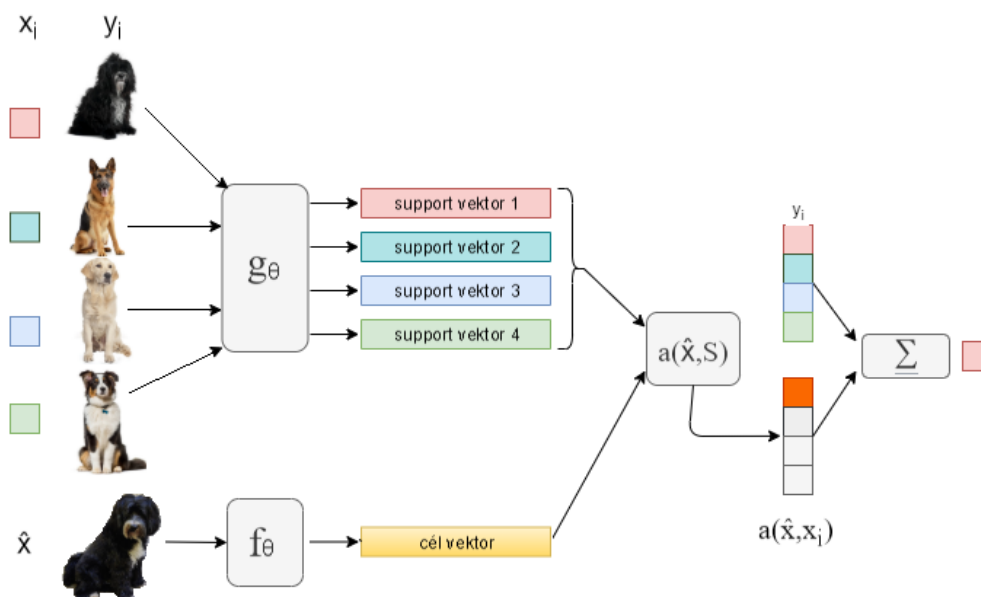 xᵢ yᵢ
gθ
support vektor 1
support vektor 2
support vektor 3
support vektor 4
yᵢ
a(x̂,S)
Σ
x̂
fθ
cél vektor
a(x̂,xᵢ)